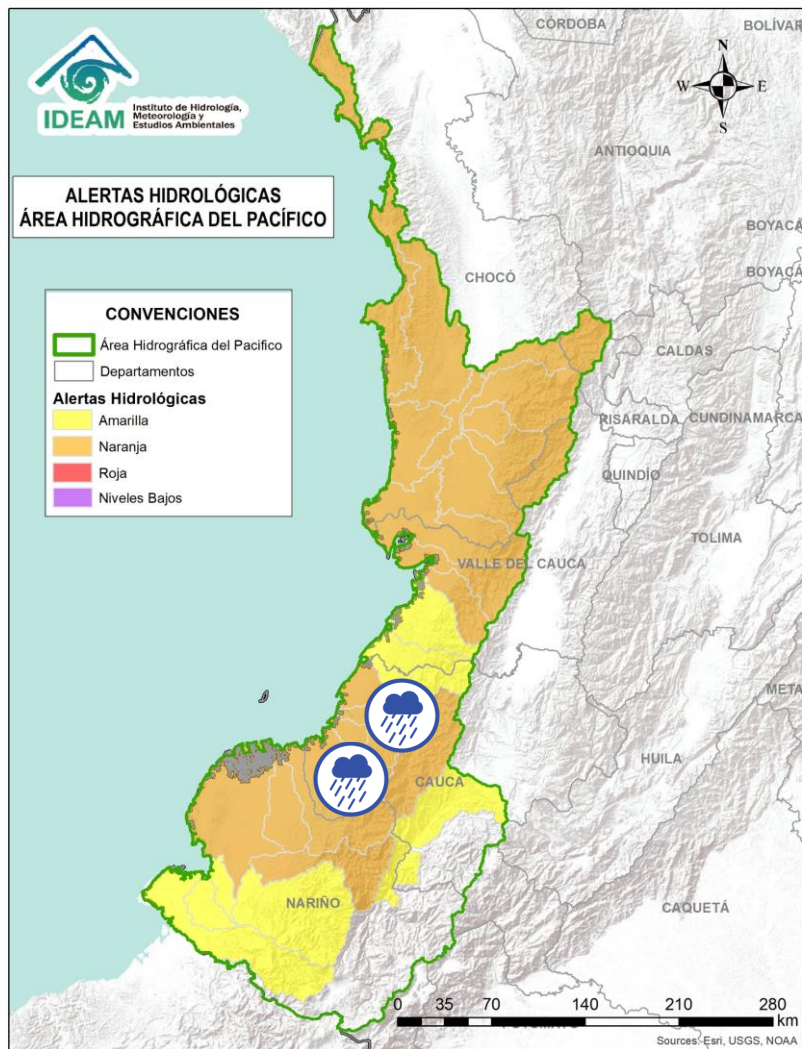 CÓRDOBA
BOLÍVAR
N
W
E
S
IDEAM
Instituto de Hidrología,
Meteorología y
Estudios Ambientales
ANTIOQUIA
ALERTAS HIDROLÓGICAS
ÁREA HIDROGRÁFICA DEL PACÍFICO
BOYACÁ
BOYACÁ
CHOCÓ
CONVENCIONES
Área Hidrográfica del Pacifico
Departamentos
Alertas Hidrológicas
Amarilla
Naranja
Roja
Niveles Bajos
CALDAS
RISARALDA
CUNDINAMARCA
QUINDÍO
TOLIMA
VALLE DEL CAUCA
META
HUILA
CAUCA
NARIÑO
CAQUETÁ
0 35 70 140 210 280
km
Sources: Esri, USGS, NOAA